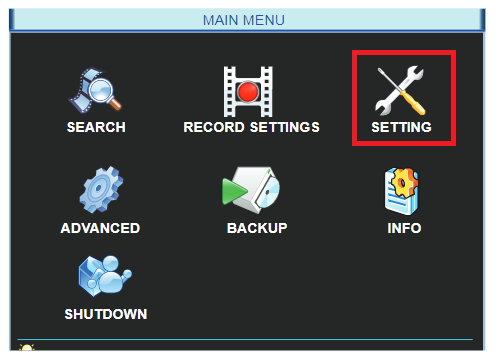 MAIN MENU
SEARCH
RECORD SETTINGS
SETTING
ADVANCED
BACKUP
INFO
SHUTDOWN